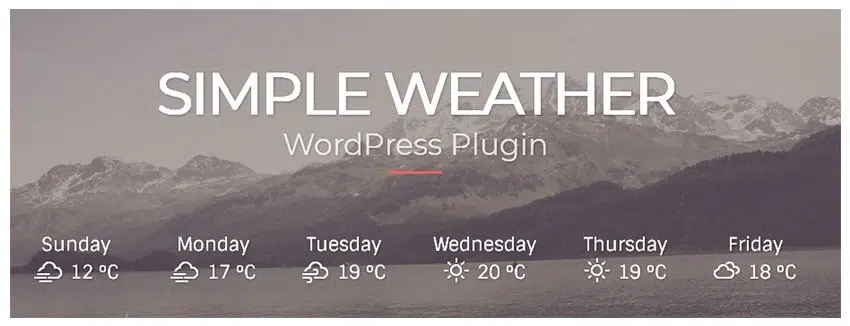 SIMPLE WEATHER
WordPress Plugin
Sunday Monday Tuesday Wednesday Thursday Friday
12 ºC 17 ºC 19 ºC 20 ºC 19 ºC 18 ºC